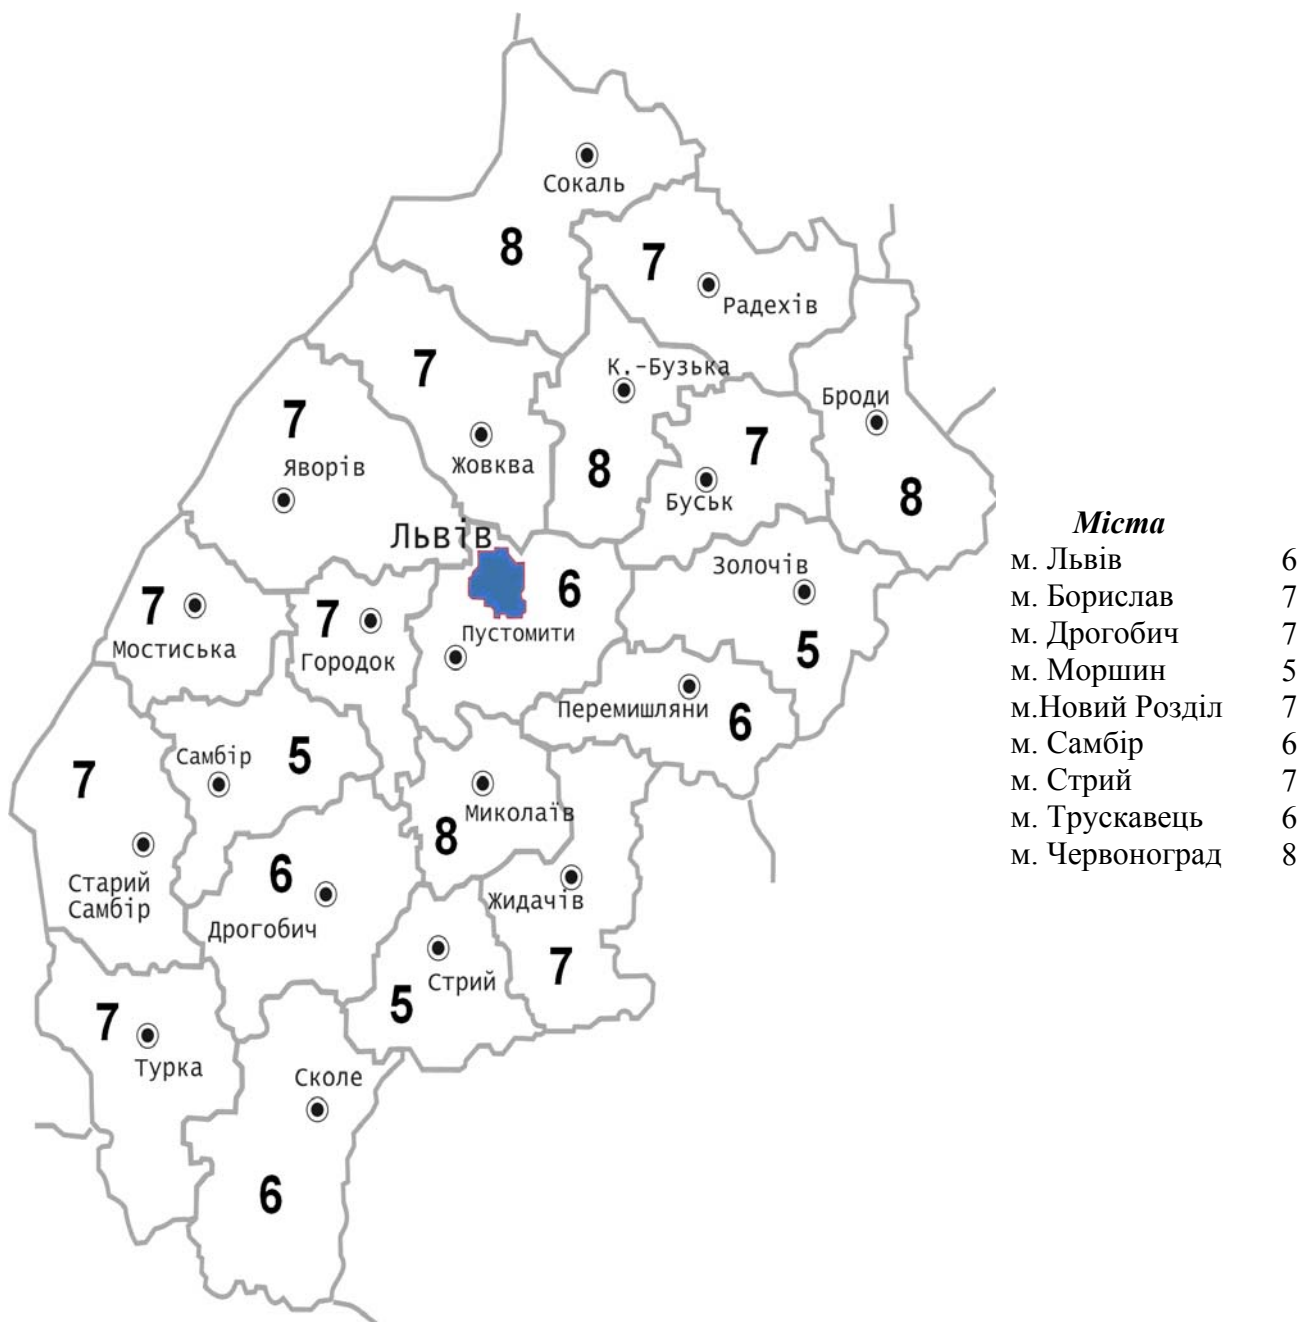 Сокаль
8
7
Радехів
7
К.-Бузька
Броди
7
Яворів
Жовква
8
7
Буськ
8
Львів
Золочів
7
Мостиська
7
Городок
6
Пустомити
5
Перемишляни
6
Самбір
5
7
Миколаїв
8
Старий
Самбір
6
Дрогобич
Жидачів
7
Стрий
5
7
Турка
Сколе
6
Міста
м. Львів 6
м. Борислав 7
м. Дрогобич 7
м. Моршин 5
м.Новий Розділ 7
м. Самбір 6
м. Стрий 7
м. Трускавець 6
м. Червоноград 8